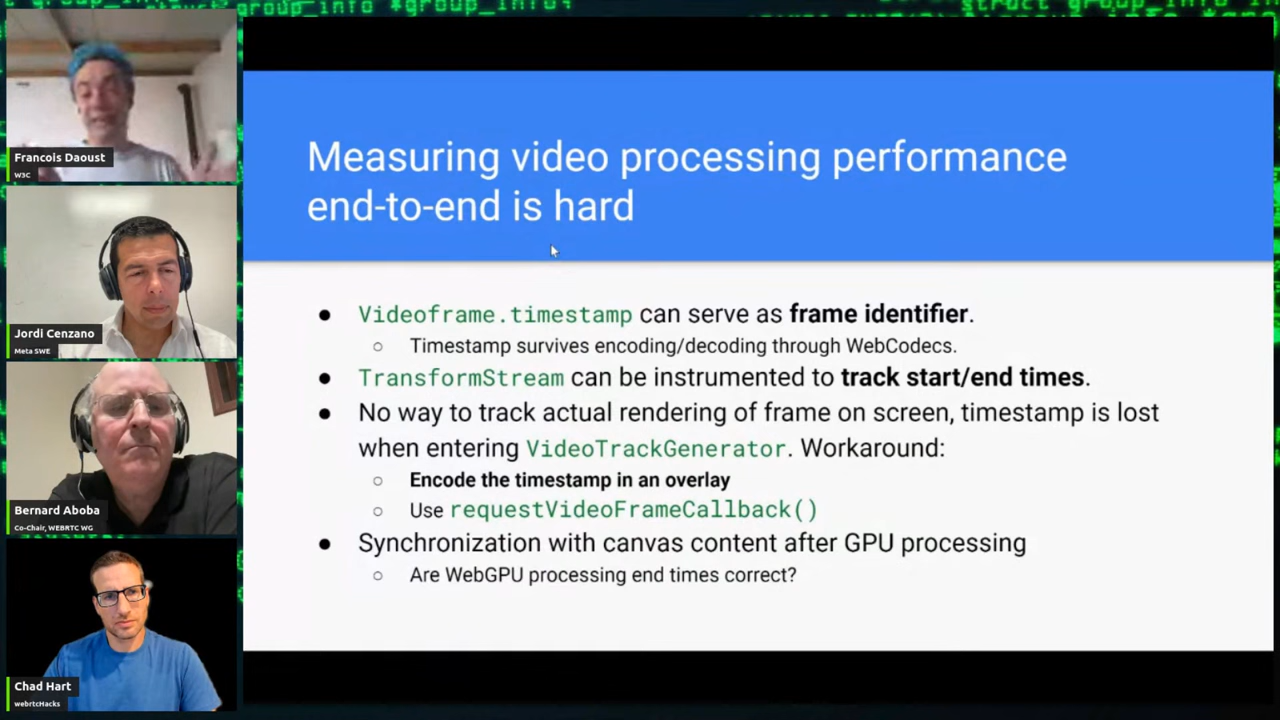 struct group_info *group_info;
Francois Daoust
W3C
Jordi Cenzano
Meta SWE
Bernard Aboba
Co-Chair, WEBRTC WG
Chad Hart
webrtcHacks
Measuring video processing performance
end-to-end is hard
● Videoframe.timestamp can serve as frame identifier.
○ Timestamp survives encoding/decoding through WebCodecs.
● TransformStream can be instrumented to track start/end times.
● No way to track actual rendering of frame on screen, timestamp is lost
when entering VideoTrackGenerator. Workaround:
○ Encode the timestamp in an overlay
○ Use requestVideoFrameCallback()
● Synchronization with canvas content after GPU processing
○ Are WebGPU processing end times correct?